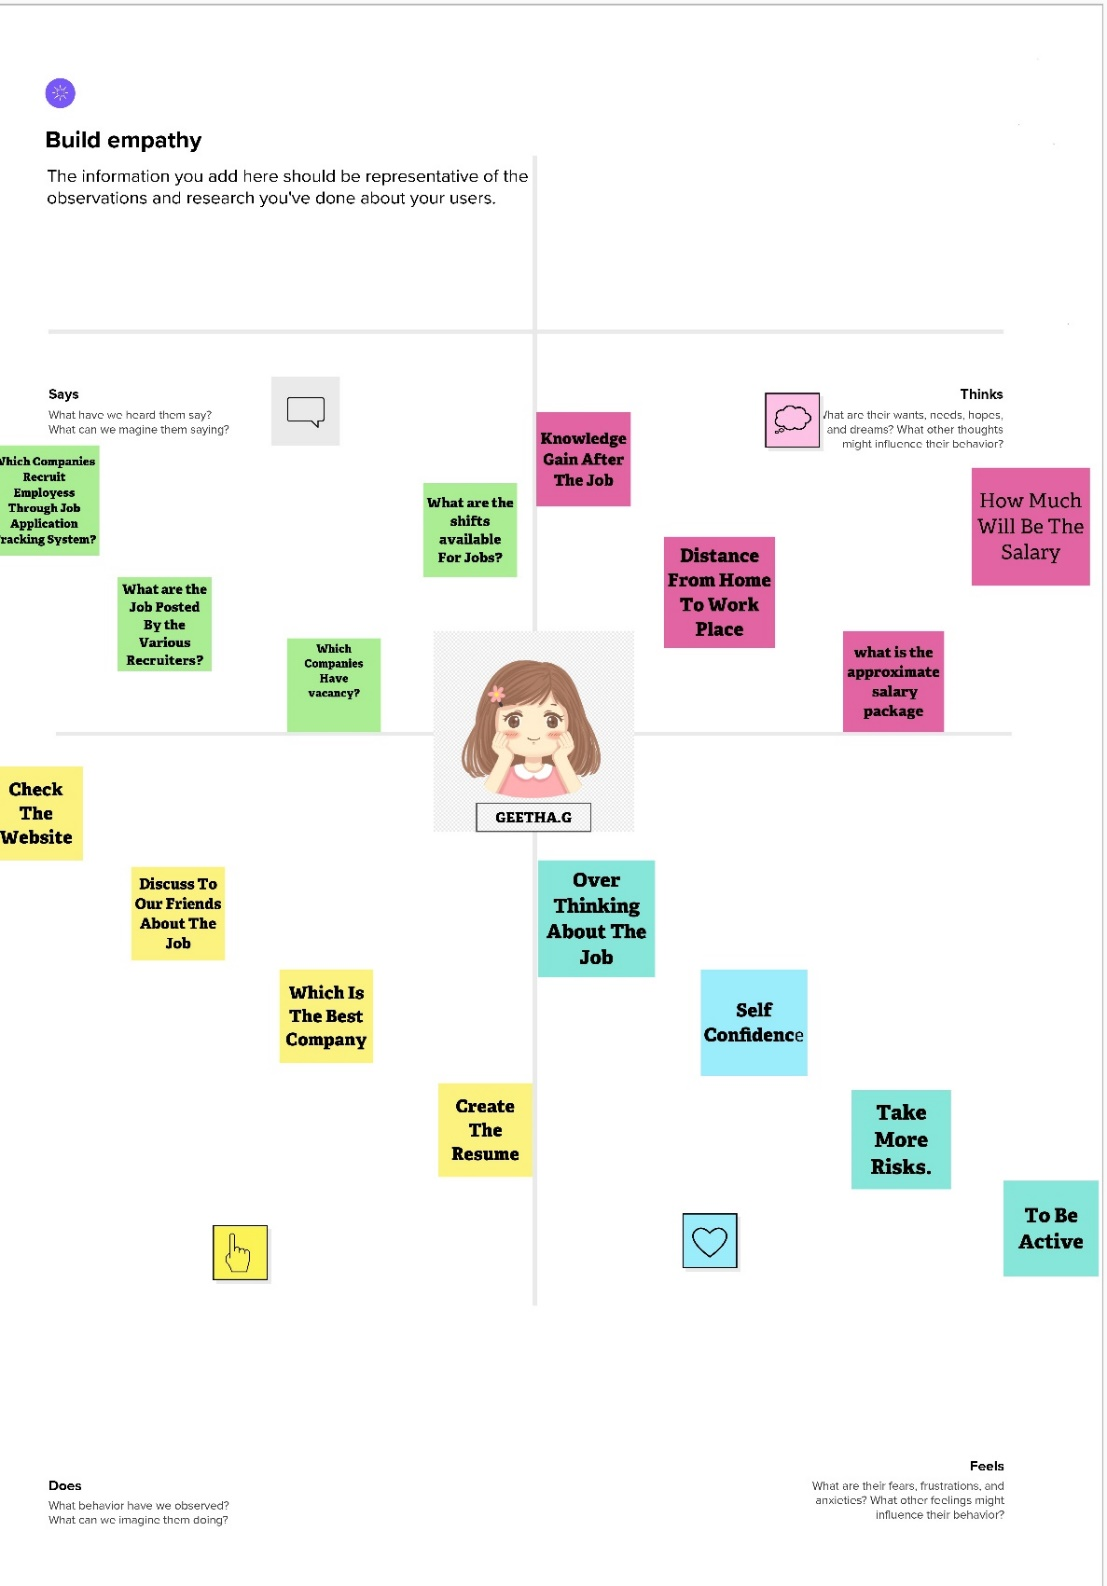 Build empathy
The information you add here should be representative of the
observations and research you've done about your users.
Says
What have we heard them say?
What can we magine them saying?
Thinks
hat are their wants, needs, hopes,
and dreams? What other thoughts
might influence their behavior?
hich Companies
Recruit
Employess
Through Job
Application
racking System?
What are the
Job Posted
By the
Various
Recruiters?
Which
Companies
Have
vacancy?
What are the
shifts
available
For Jobs?
Knowledge
Gain After
The Job
Distance
From Home
To Work
Place
what is the
approximate
salary
package
How Much
Will Be The
Salary
GEETHA.G
Check
The
Website
Discuss To
Our Friends
About The
Job
Which Is
The Best
Company
Create
The
Resume
Over
Thinking
About The
Job
Self
Confidence
Take
More
Risks.
To Be
Active
Does
What behavior have we observed?
What can we imagine them doing?
Feels
What are their fears, frustrations, and
anxieties? What other feelings might
influence their behavior?